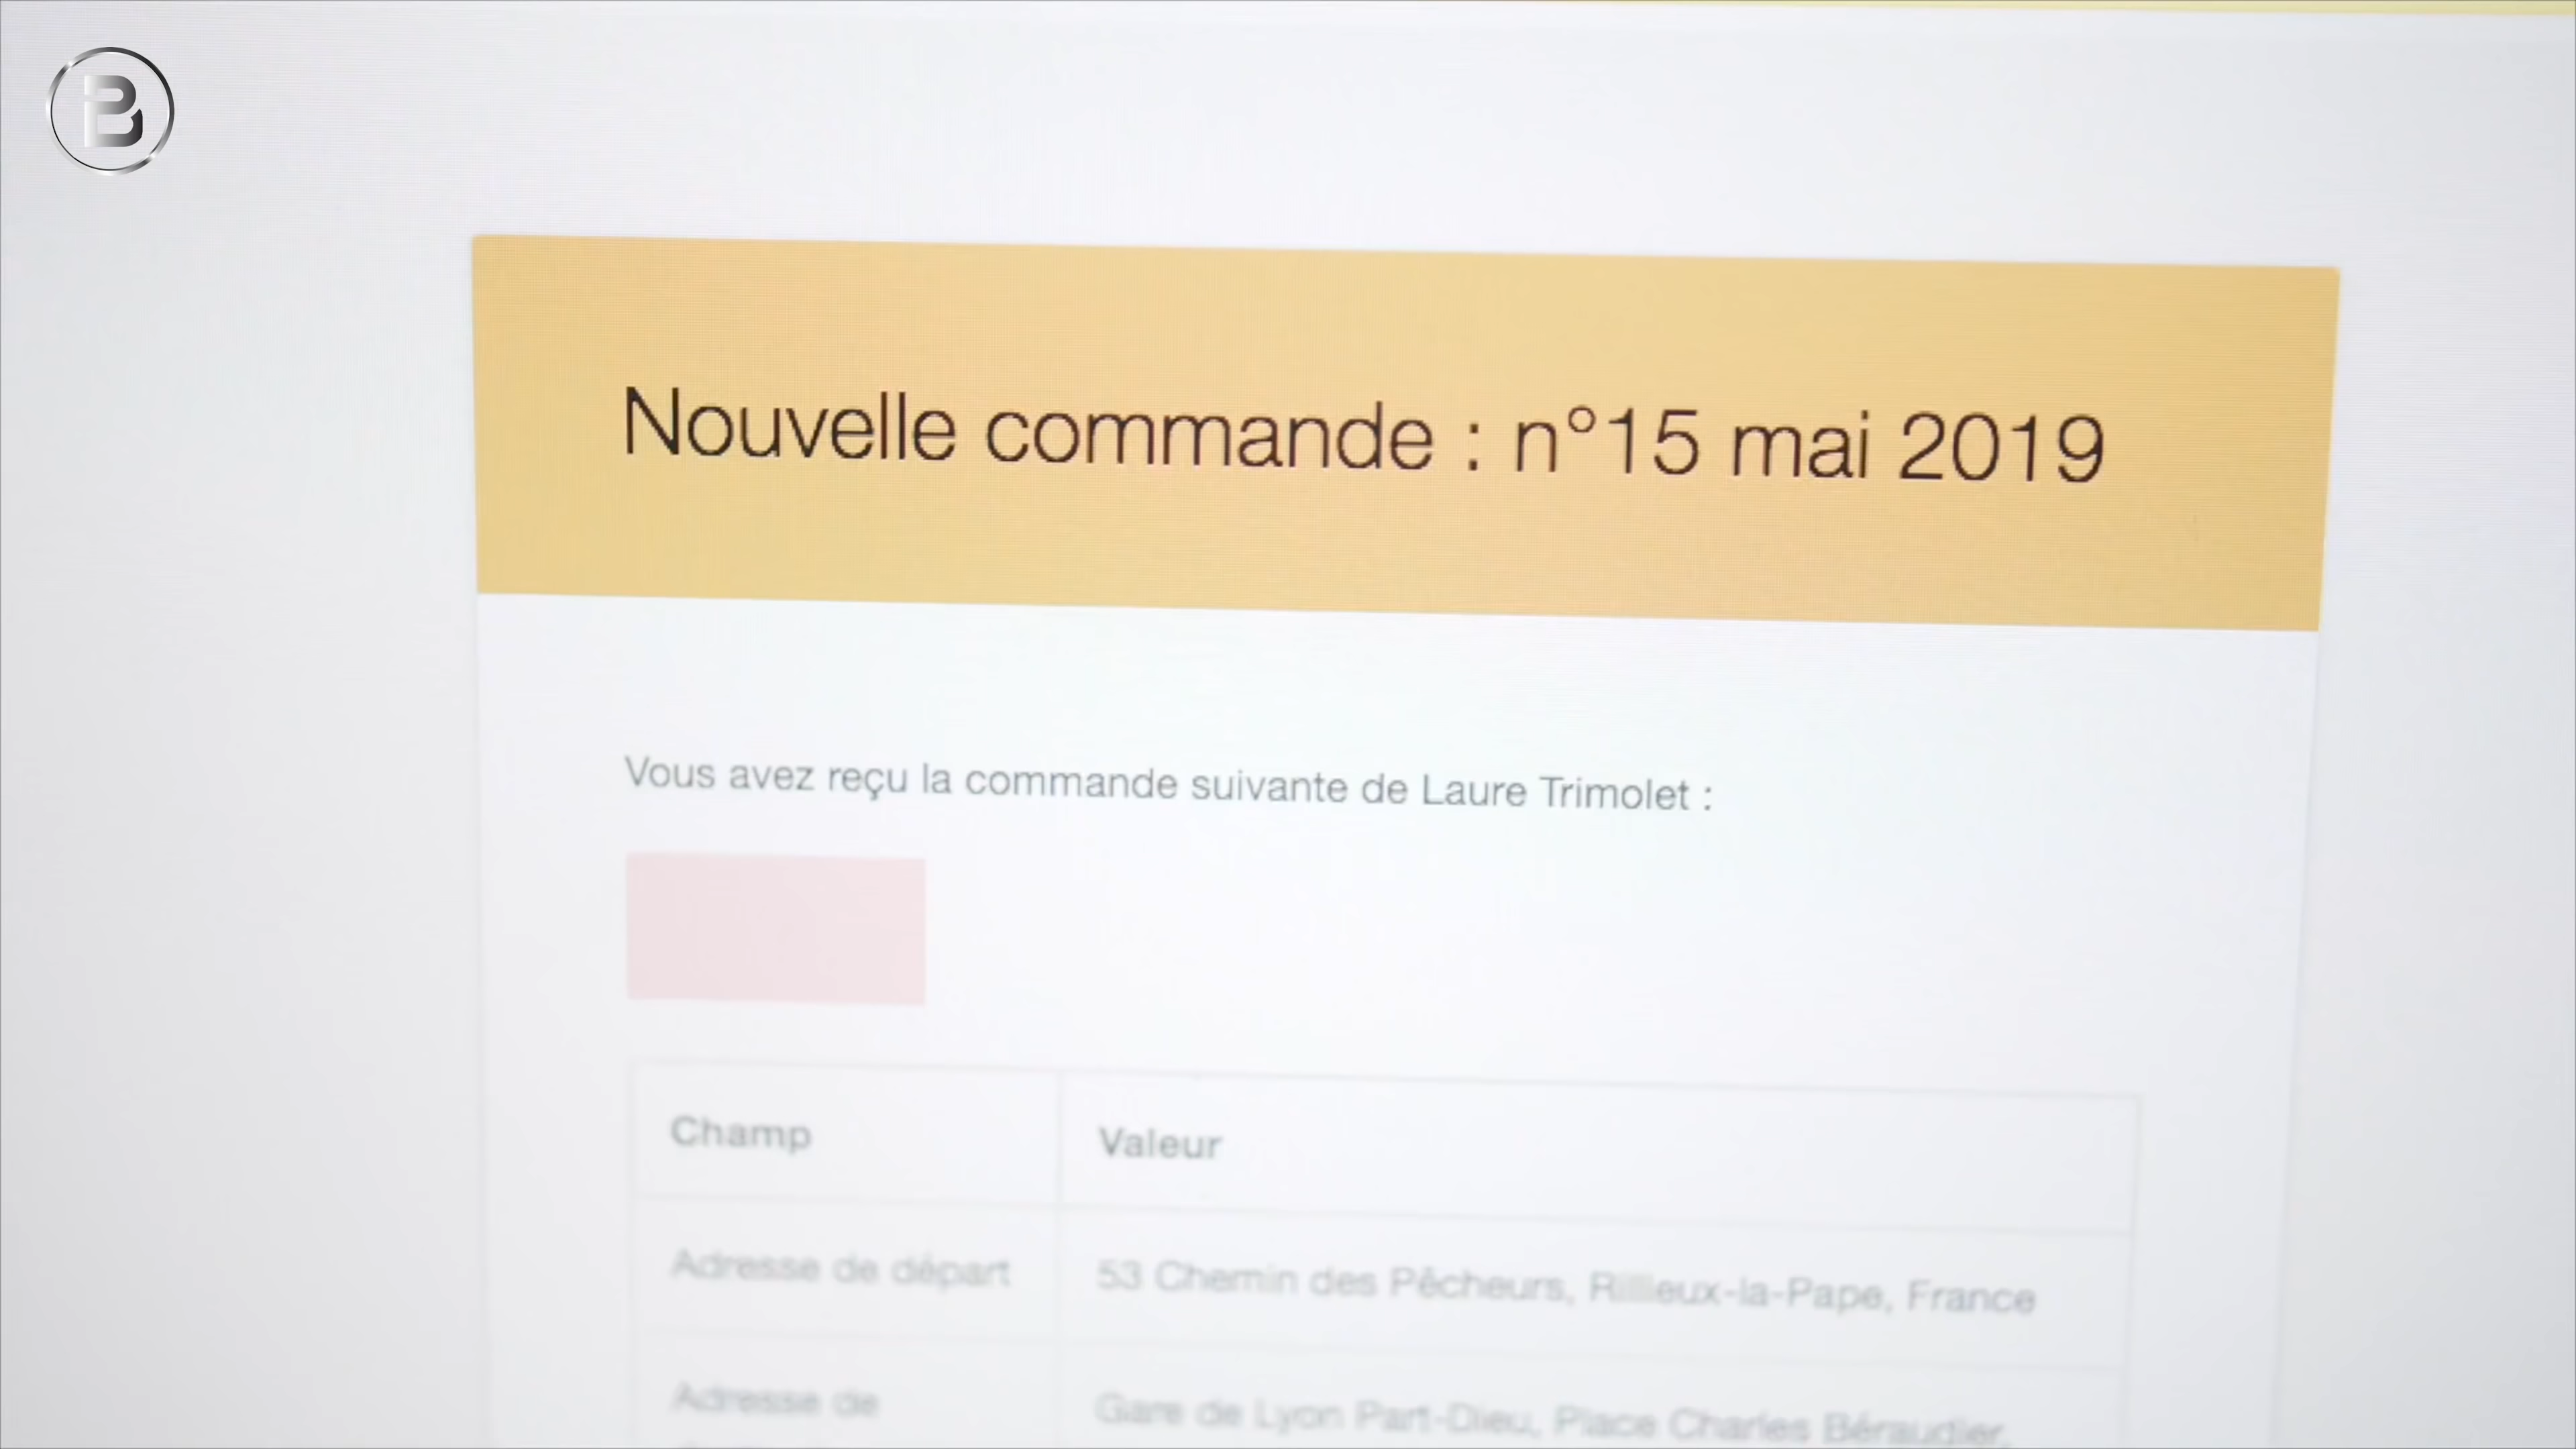 B
Nouvelle commande : n°15 mai 2019
Vous avez reçu la commande suivante de Laure Trimolet :
Champ Valeur
Adresse de départ 53 Chemin des Pêcheurs, Rillieux-la-Pape, France
Adresse de Gare de Lyon Part-Dieu, Place Charles Béraudier,